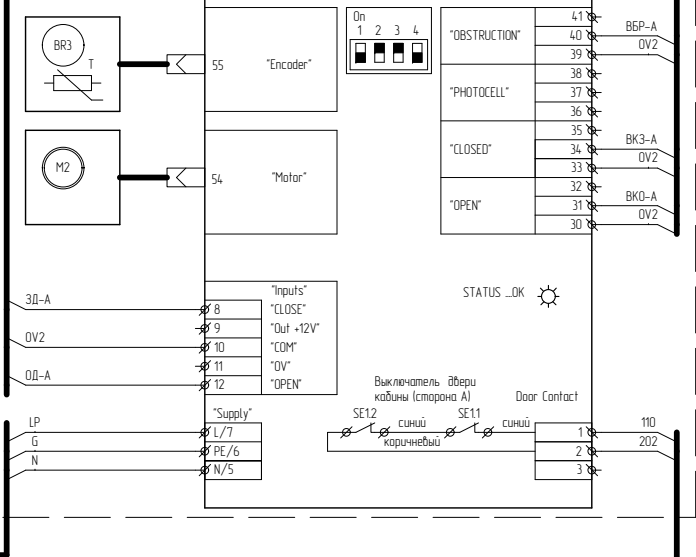 BR3
T
55
"Encoder"
M2
54
"Motor"
On
1 2 3 4
"OBSTRUCTION"
"PHOTOCELL"
"CLOSED"
"OPEN"
41
40
39
38
37
36
35
34
33
32
31
30
ВБР-А
0V2
ВКЗ-А
0V2
ВКО-А
0V2
STATUS ...OK
"Inputs"
ЗД-А
8 "CLOSE"
9 "Out +12V"
0V2
10 "COM"
11 "0V"
ОД-А
12 "OPEN"
"Supply"
LP
L/7
G
PE/6
N
N/5
Выключатель двери
кабины (сторона А)
Door Contact
SE1.2
синий
SE1.1
синий
коричневый
1
2
3
110
202